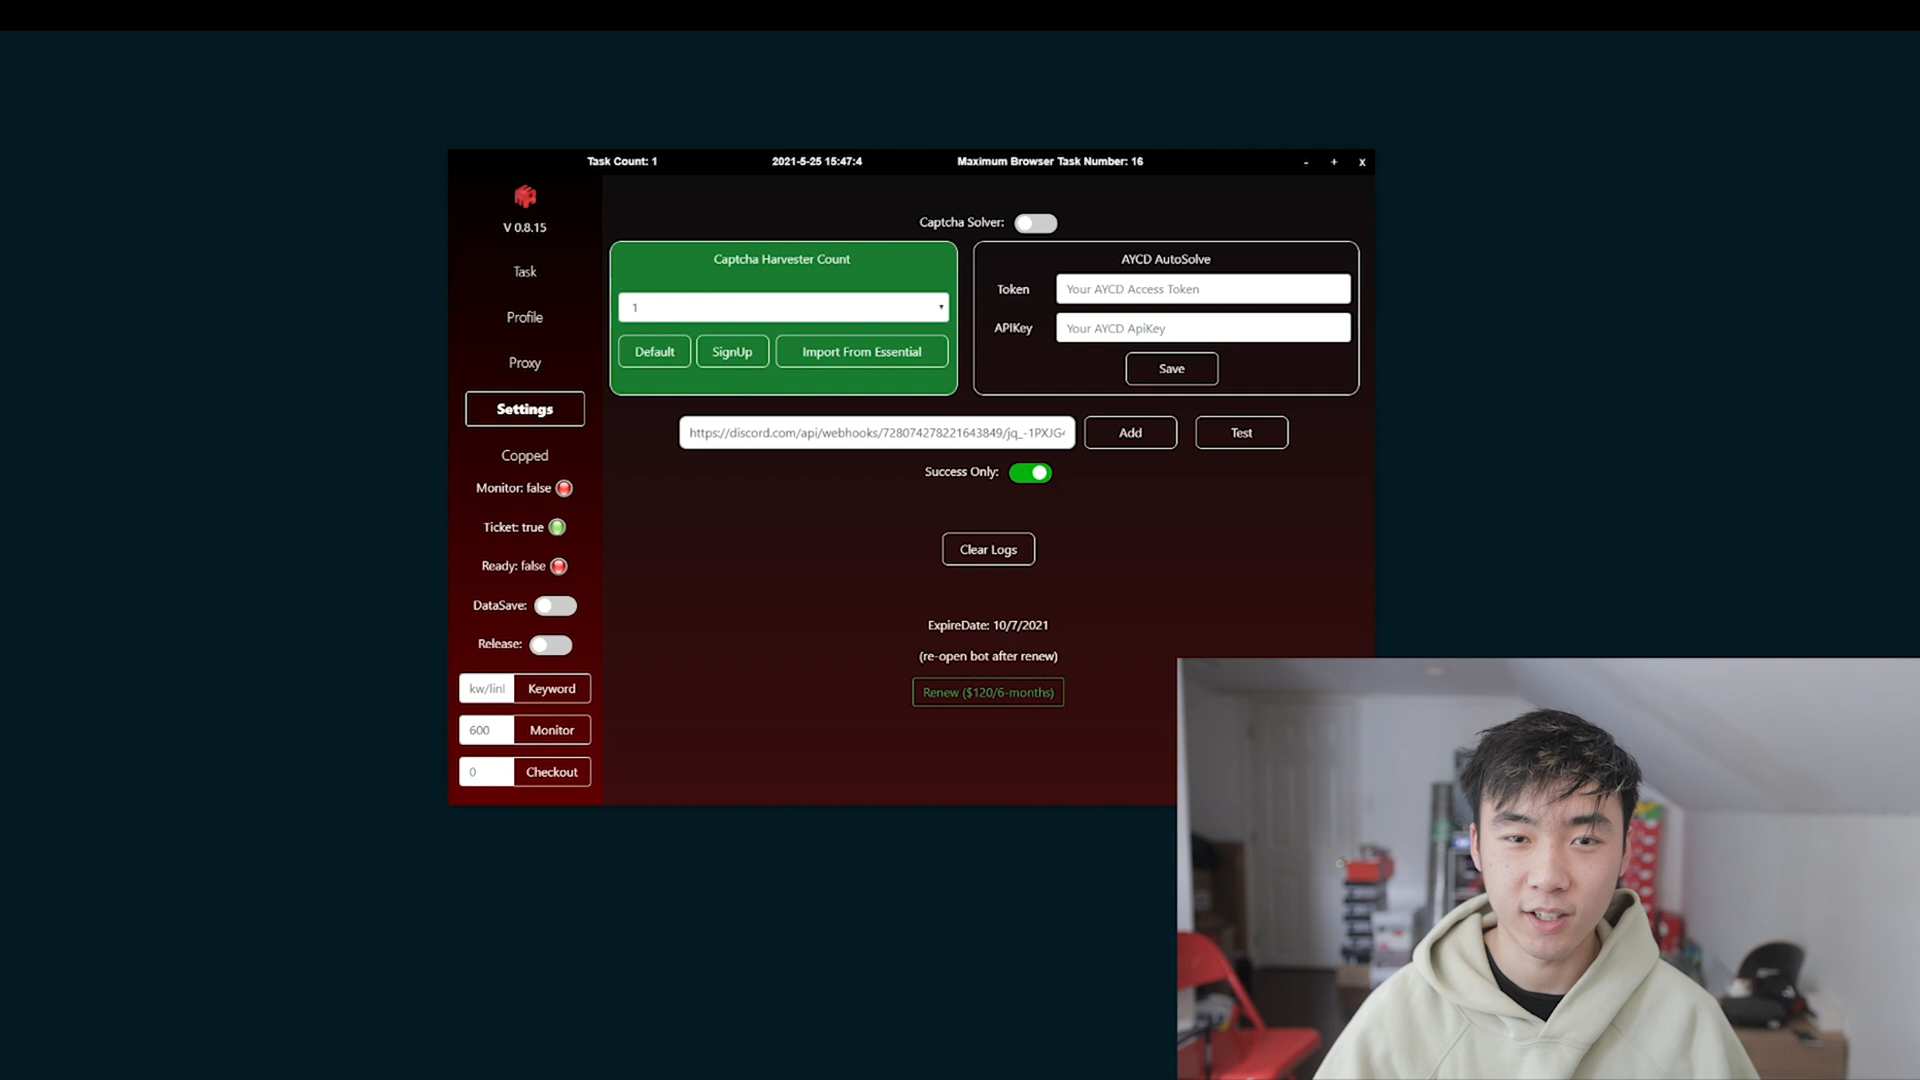 Task Count: 1 2021-5-25 15:47:4 Maximum Browser Task Number: 16 - + x
V 0.8.15
Task
Profile
Proxy
Settings
Copped
Monitor: false
Ticket: true
Ready: false
DataSave:
Release:
kw/linl Keyword
600 Monitor
0 Checkout
Captcha Solver:
Captcha Harvester Count
1
Default SignUp Import From Essential
AYCD AutoSolve
Token Your AYCD Access Token
APIKey Your AYCD ApiKey
Save
https://discord.com/api/webhooks/728074278221643849/jq_-1PXJG Add Test
Success Only:
Clear Logs
ExpireDate: 10/7/2021
(re-open bot after renew)
Renew ($120/6-months)